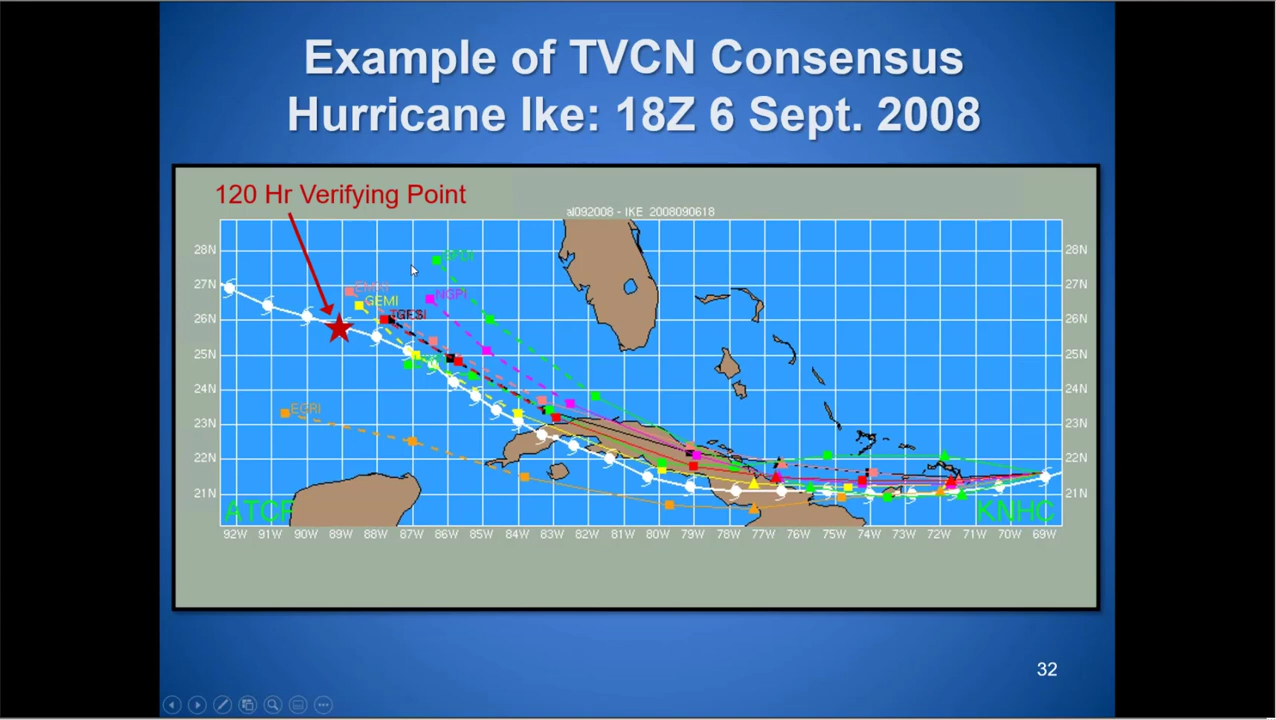 Example of TVCN Consensus
Hurricane Ike: 18Z 6 Sept. 2008
120 Hr Verifying Point
al092008 - IKE 2008090618
28N 28N
27N 27N
26N 26N
25N 25N
24N 24N
23N 23N
22N 22N
21N 21N
NGPI
GEMI
EGRI
ATCF KNHC
92W 91W 90W 89W 88W 87W 86W 85W 84W 83W 82W 81W 80W 79W 78W 77W 76W 75W 74W 73W 72W 71W 70W 69W
32